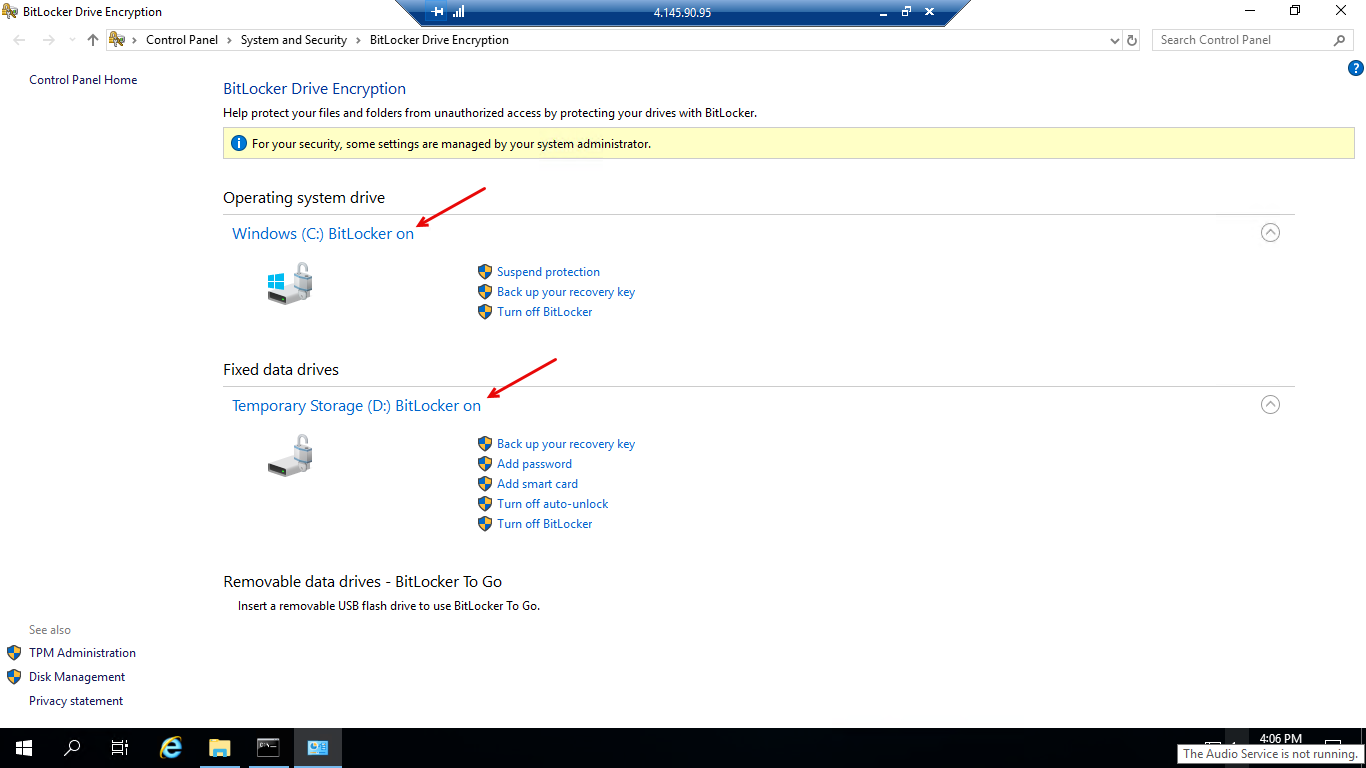 BitLocker Drive Encryption
4.145.90.95
Control Panel > System and Security > BitLocker Drive Encryption
Search Control Panel
Control Panel Home
BitLocker Drive Encryption
Help protect your files and folders from unauthorized access by protecting your drives with BitLocker.
For your security, some settings are managed by your system administrator.
Operating system drive
Windows (C:) BitLocker on
Suspend protection
Back up your recovery key
Turn off BitLocker
Fixed data drives
Temporary Storage (D:) BitLocker on
Back up your recovery key
Add password
Add smart card
Turn off auto-unlock
Turn off BitLocker
Removable data drives - BitLocker To Go
Insert a removable USB flash drive to use BitLocker To Go.
See also
TPM Administration
Disk Management
Privacy statement
4:06 PM
The Audio Service is not running.